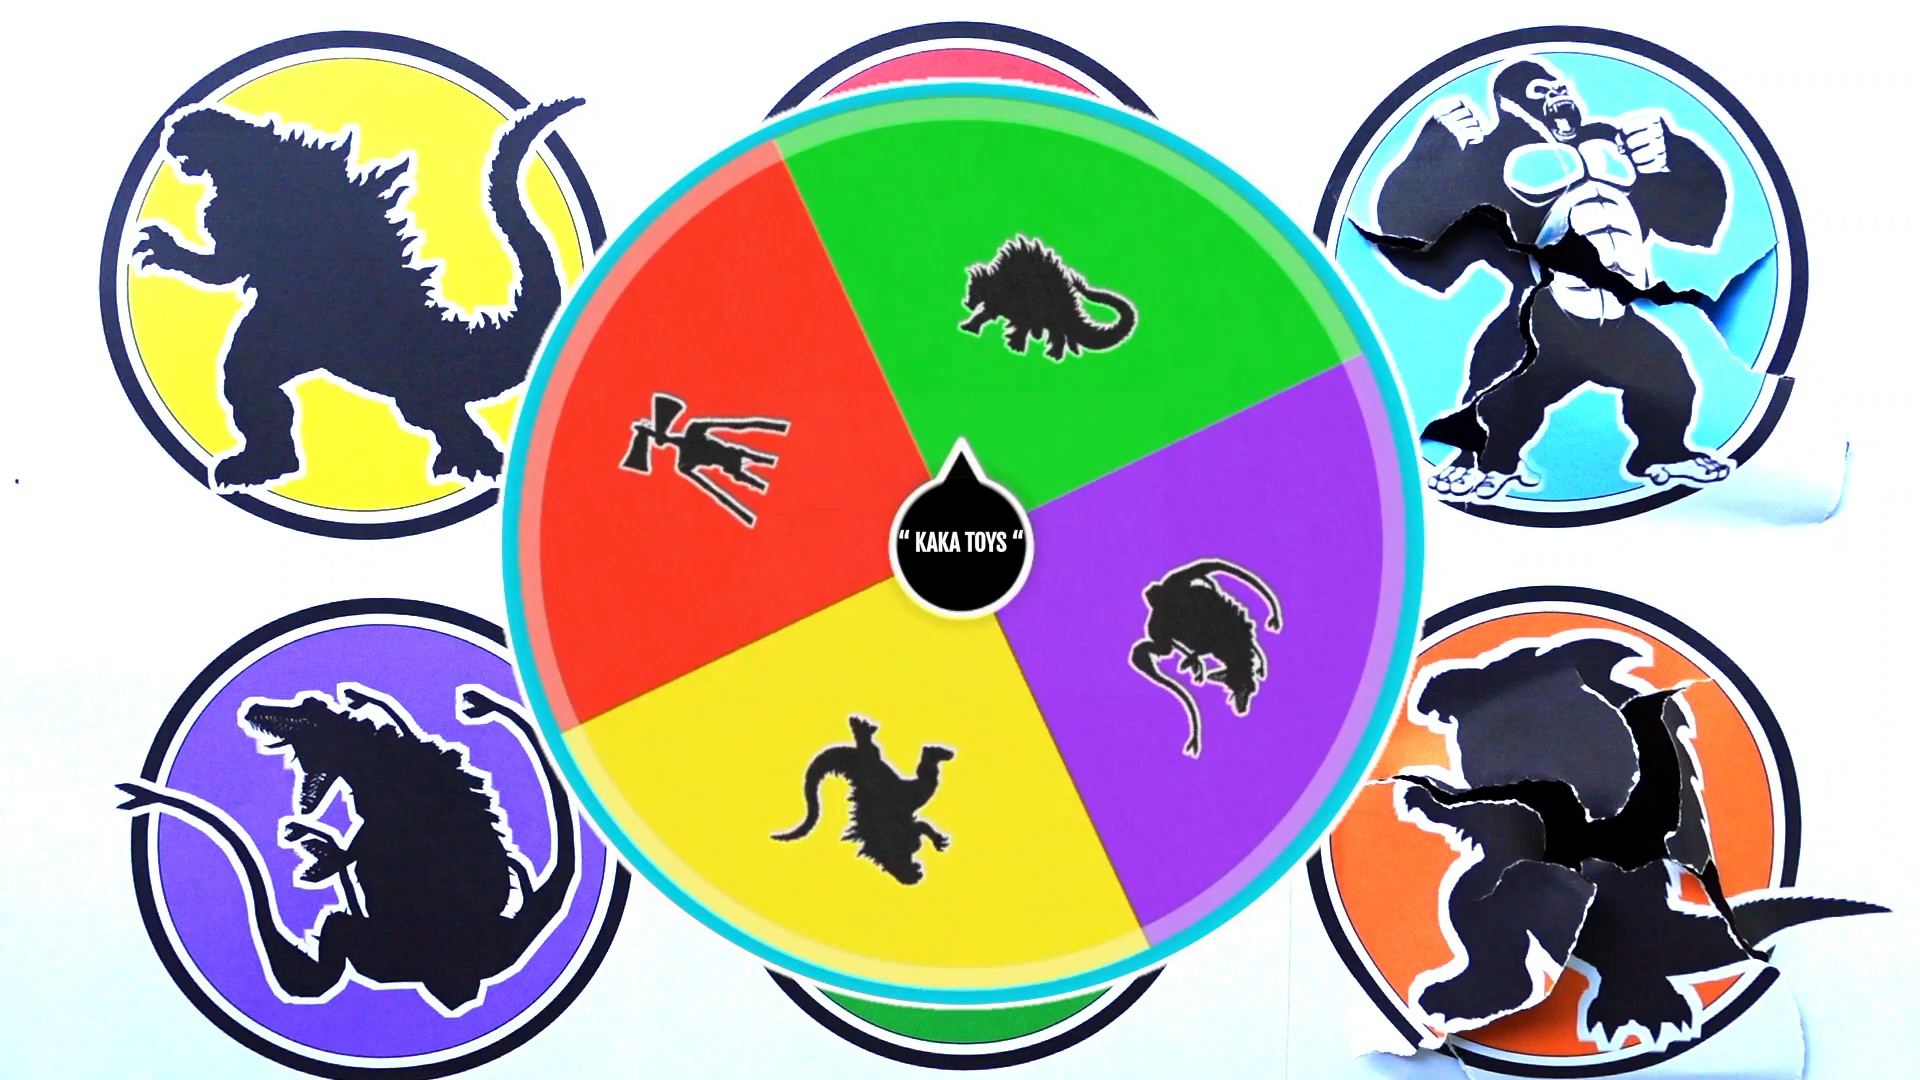 “ KAKA TOYS “